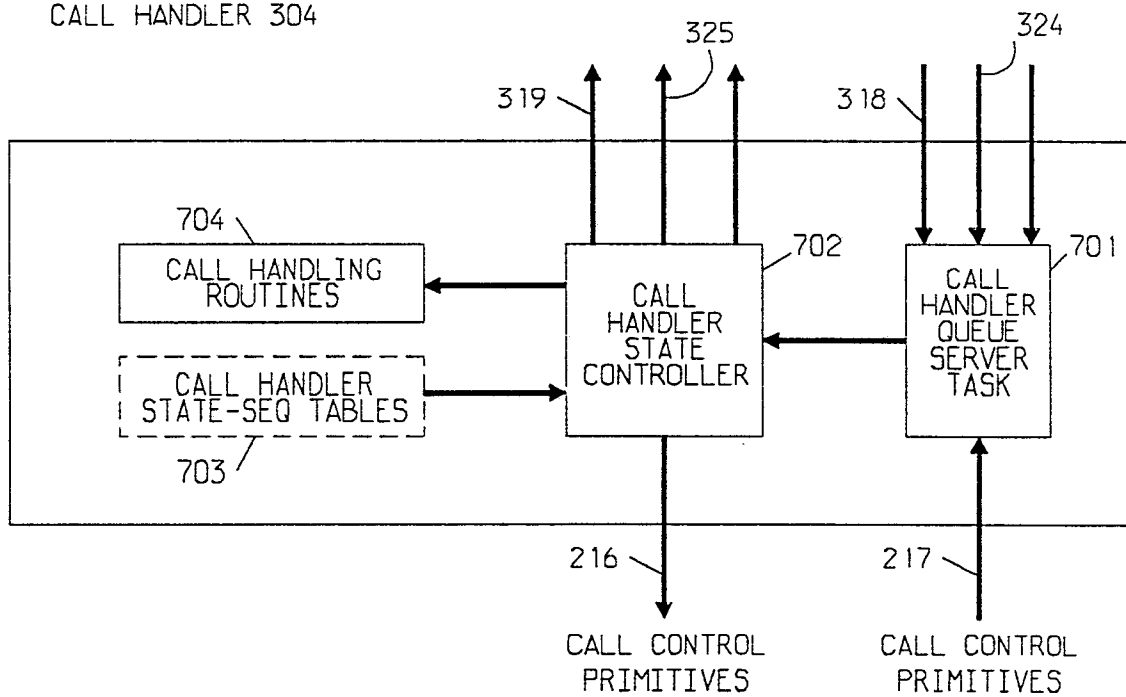 CALL HANDLER 304
325
324
319
318
704
702
701
CALL HANDLING
ROUTINES
CALL
HANDLER
STATE
CONTROLLER
CALL
HANDLER
QUEUE
SERVER
TASK
CALL HANDLER
STATE-SEQ TABLES
703
216
217
CALL CONTROL
PRIMITIVES
CALL CONTROL
PRIMITIVES